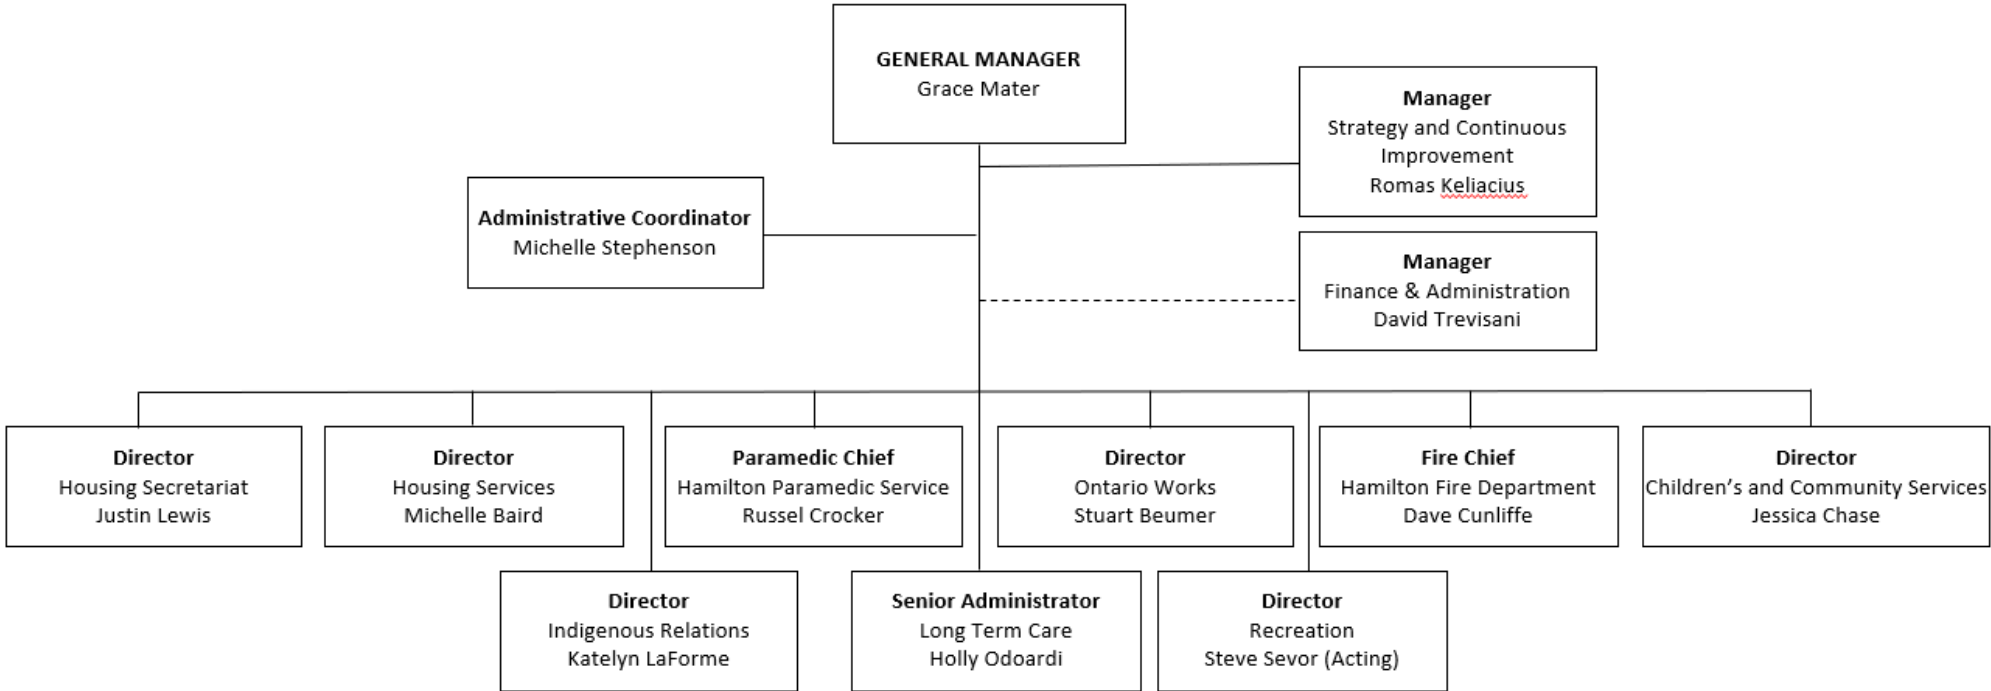 GENERAL MANAGER
Grace Mater
Manager
Strategy and Continuous
Improvement
Romas Keliacius
Administrative Coordinator
Michelle Stephenson
Manager
Finance & Administration
David Trevisani
Director
Housing Secretariat
Justin Lewis
Director
Housing Services
Michelle Baird
Paramedic Chief
Hamilton Paramedic Service
Russel Crocker
Director
Ontario Works
Stuart Beumer
Fire Chief
Hamilton Fire Department
Dave Cunliffe
Director
Children’s and Community Services
Jessica Chase
Director
Indigenous Relations
Katelyn LaForme
Senior Administrator
Long Term Care
Holly Odoardi
Director
Recreation
Steve Sevor (Acting)